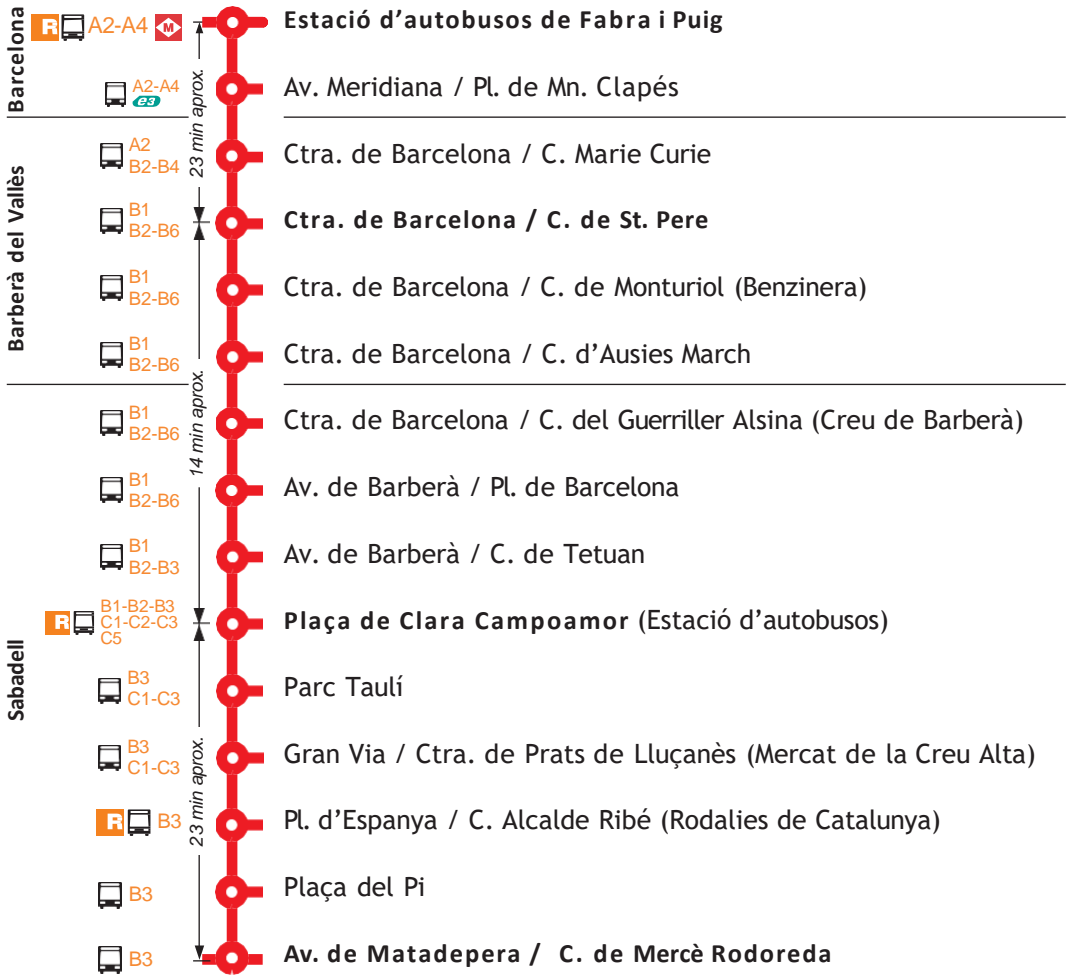 Barcelona
R A2-A4 M Estació d’autobusos de Fabra i Puig
A2-A4
e3
Av. Meridiana / Pl. de Mn. Clapés
23 min aprox.
Barberà del Vallès
A2
B2-B4
Ctra. de Barcelona / C. Marie Curie
B1
B2-B6
Ctra. de Barcelona / C. de St. Pere
B1
B2-B6
Ctra. de Barcelona / C. de Monturiol (Benzinera)
B1
B2-B6
Ctra. de Barcelona / C. d’Ausies March
14 min aprox.
Sabadell
B1
B2-B6
Ctra. de Barcelona / C. del Guerriller Alsina (Creu de Barberà)
B1
B2-B6
Av. de Barberà / Pl. de Barcelona
B1
B2-B3
Av. de Barberà / C. de Tetuan
R
B1-B2-B3
C1-C2-C3
C5
Plaça de Clara Campoamor (Estació d’autobusos)
B3
C1-C3
Parc Taulí
B3
C1-C3
Gran Via / Ctra. de Prats de Lluçanès (Mercat de la Creu Alta)
23 min aprox.
R B3 Pl. d’Espanya / C. Alcalde Ribé (Rodalies de Catalunya)
B3 Plaça del Pi
B3 Av. de Matadepera / C. de Mercè Rodoreda